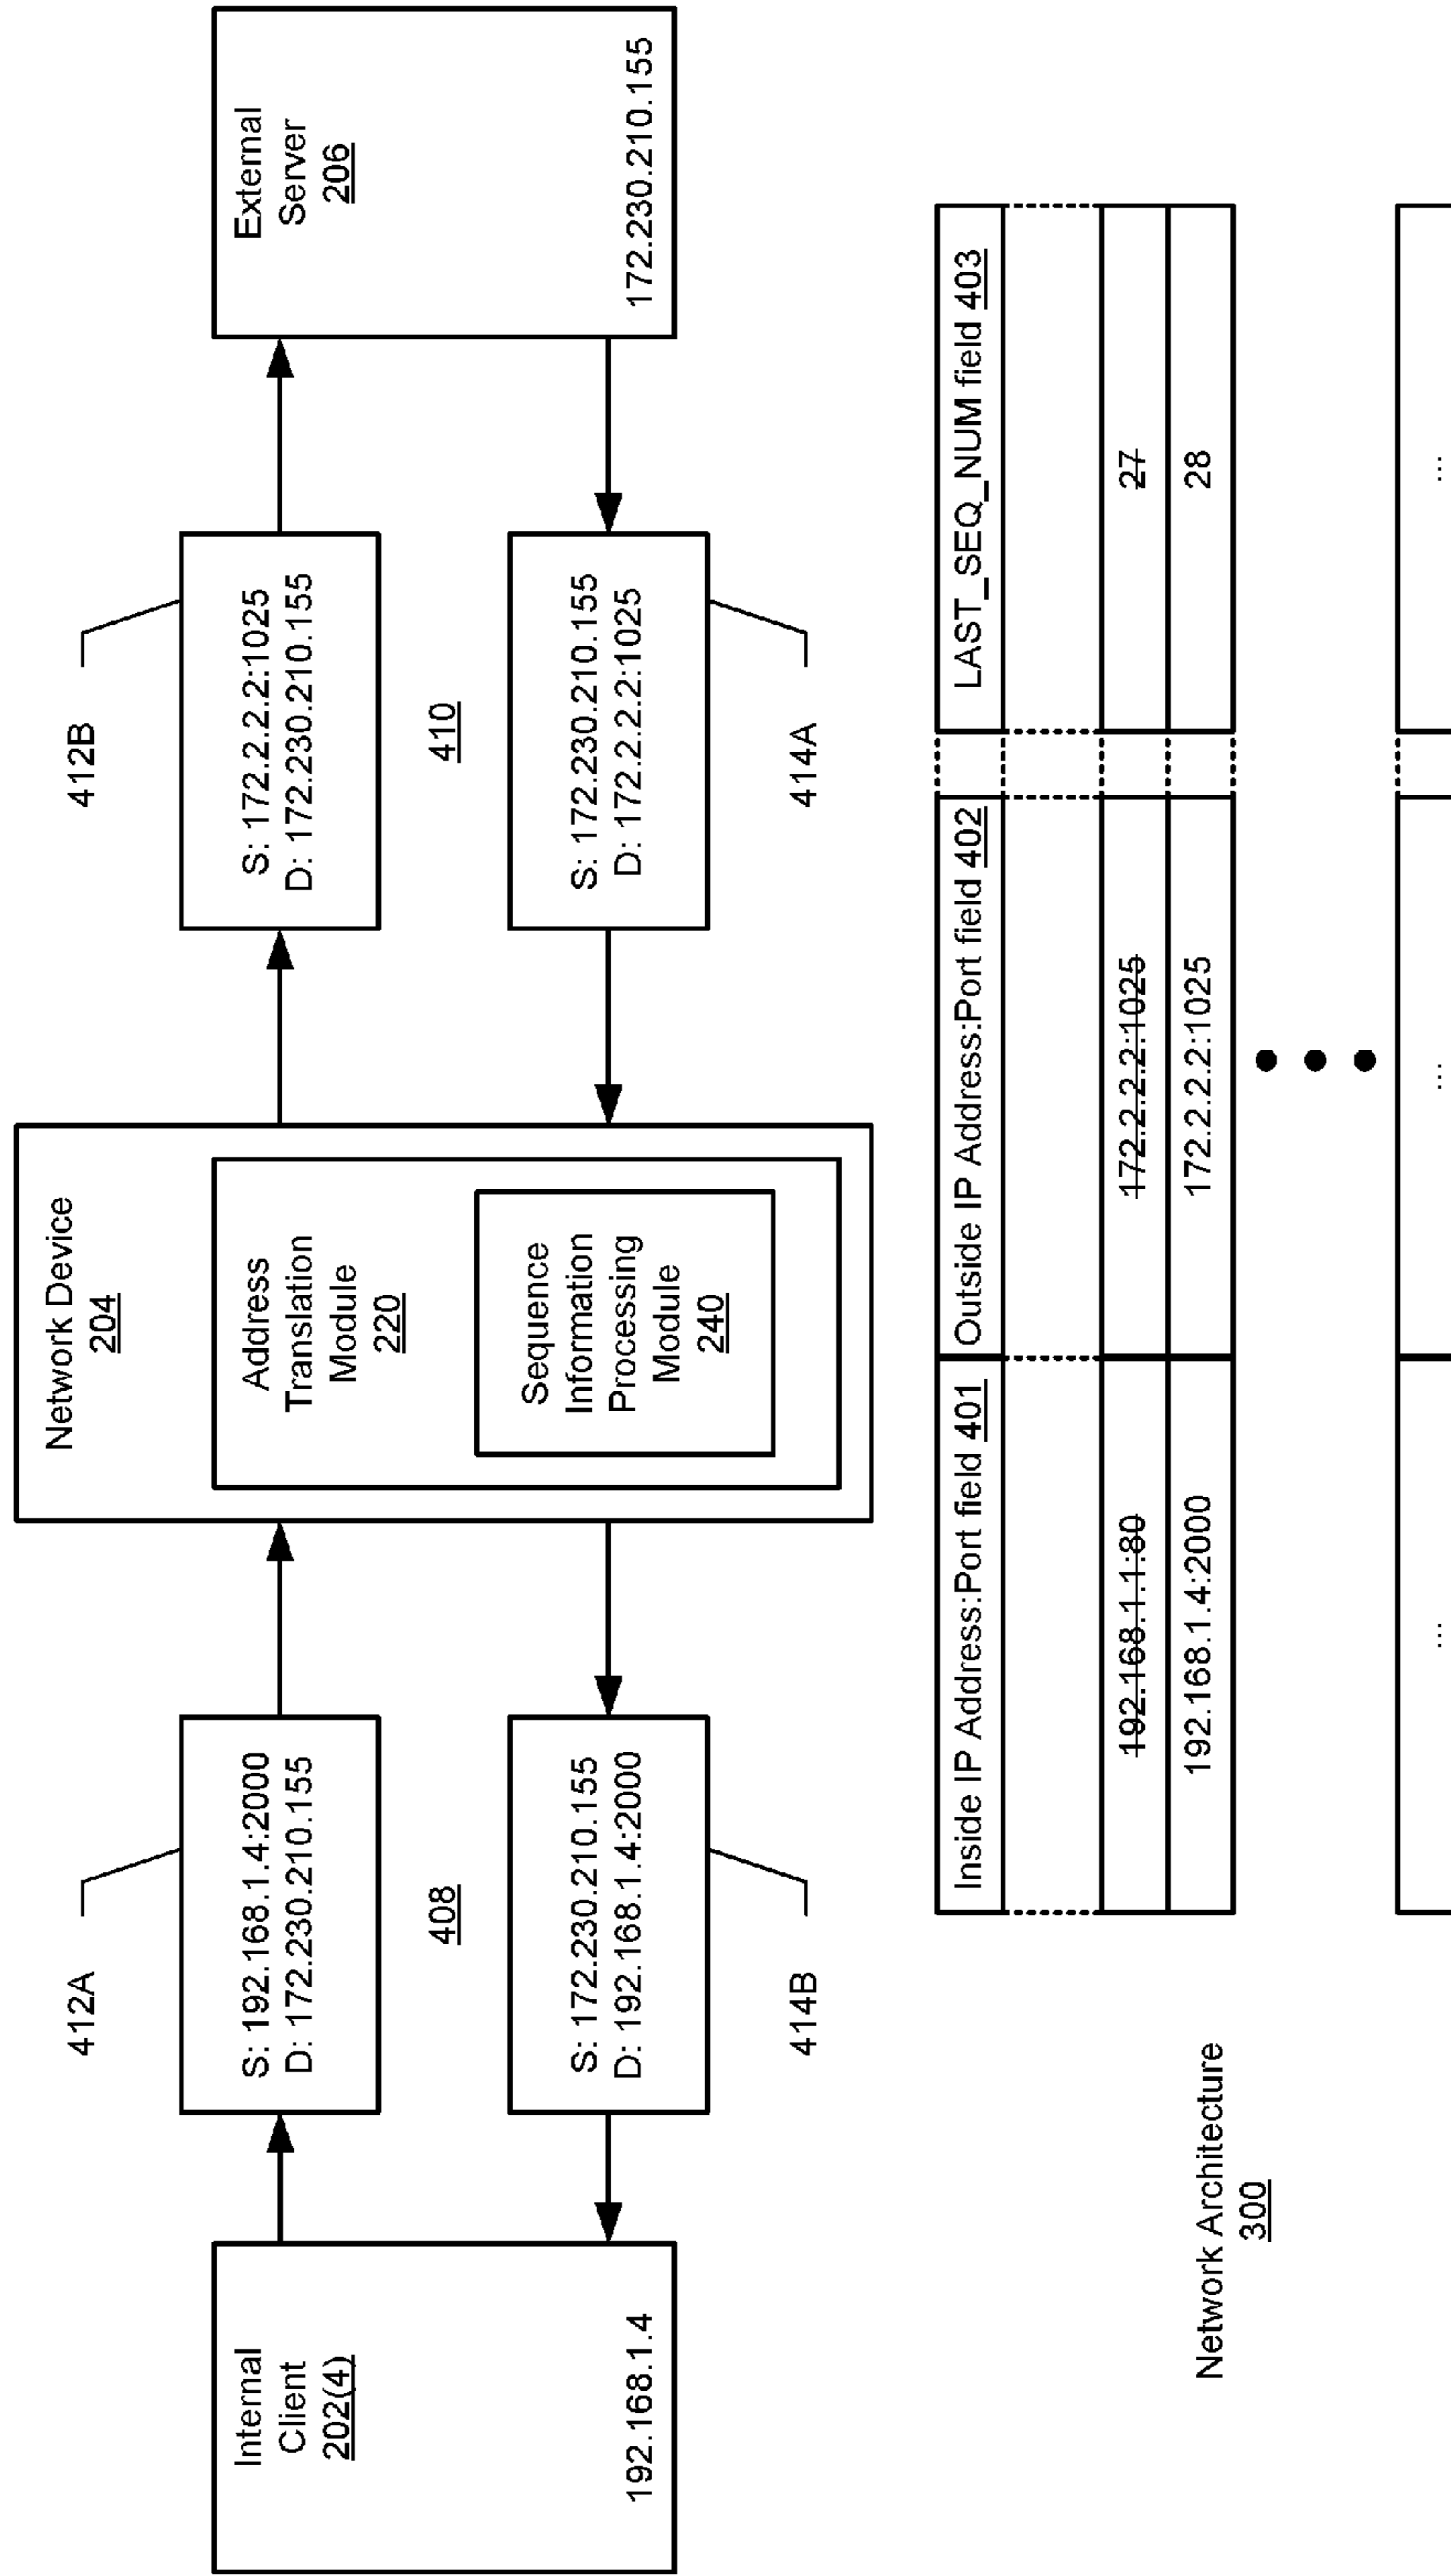 Internal
Client
202(4)
192.168.1.4
412A
S: 192.168.1.4:2000
D: 172.230.210.155
408
S: 172.230.210.155
D: 192.168.1.4:2000
414B
Network Device
204
Address
Translation
Module
220
Sequence
Information
Processing
Module
240
412B
S: 172.2.2.2:1025
D: 172.230.210.155
410
S: 172.230.210.155
D: 172.2.2.2:1025
414A
External
Server
206
172.230.210.155
Inside IP Address:Port field 401 Outside IP Address:Port field 402 LAST_SEQ_NUM field 403
192.168.1.1:80 172.2.2.2:1025 27
192.168.1.4:2000 172.2.2.2:1025 28
... ... ...
Network Architecture
300